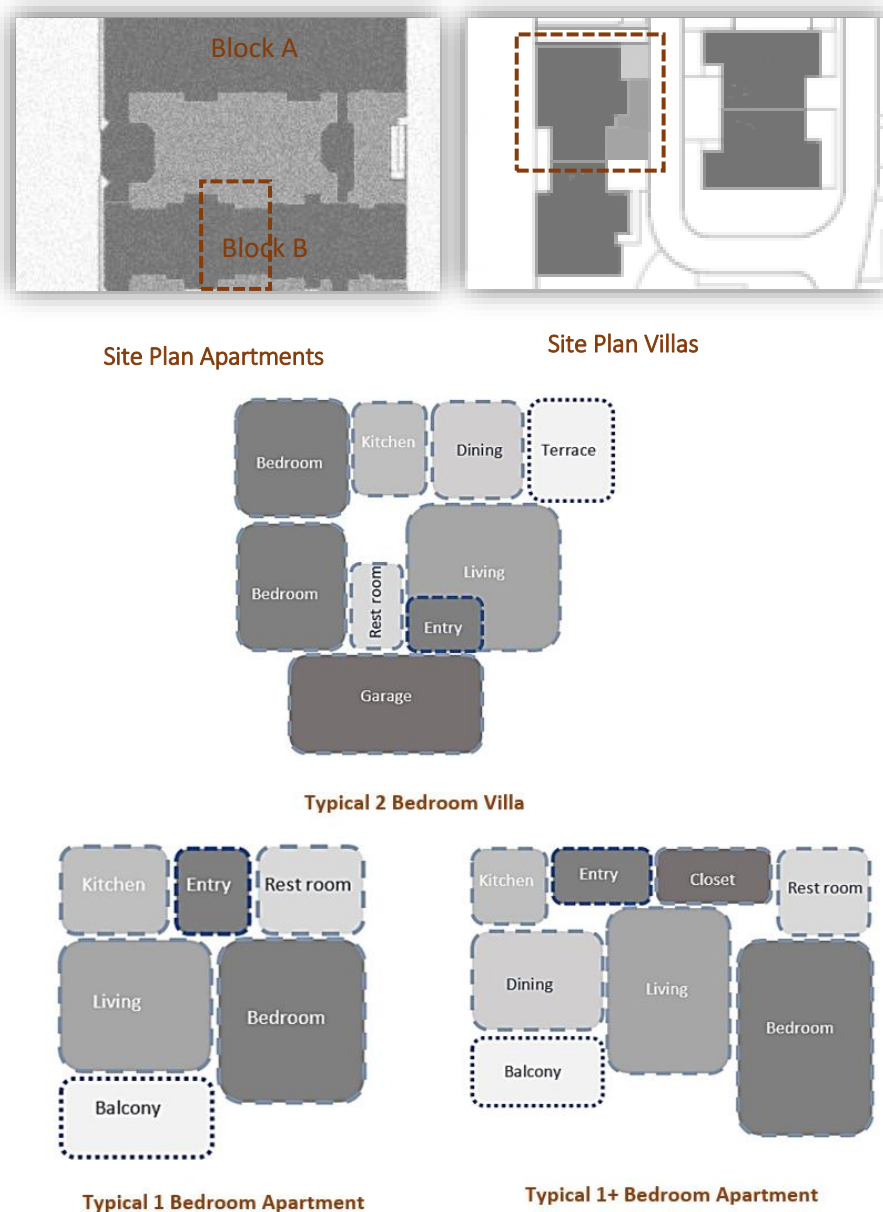 Block A
Block B
Site Plan Apartments
Site Plan Villas
Bedroom
Kitchen
Dining
Terrace
Bedroom
Rest room
Living
Entry
Garage
Typical 2 Bedroom Villa
Kitchen
Entry
Rest room
Living
Bedroom
Balcony
Typical 1 Bedroom Apartment
Kitchen
Entry
Closet
Rest room
Dining
Living
Bedroom
Balcony
Typical 1+ Bedroom Apartment